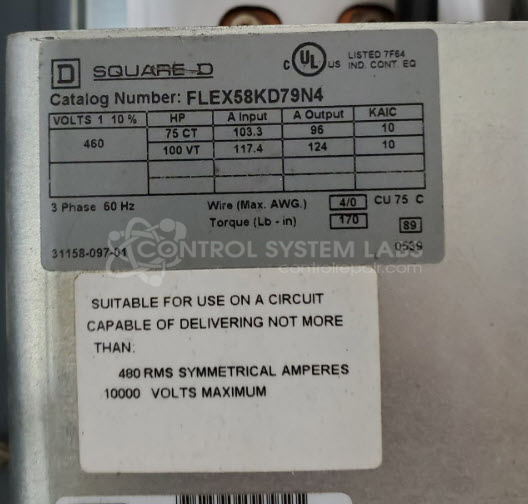 D SQUARE D
C UL US LISTED 7F64
IND. CONT. EQ
Catalog Number: FLEX58KD79N4
VOLTS 1 10 % HP A Input A Output KAIC
460 75 CT 103.3 96 10
100 VT 117.4 124 10
3 Phase 60 Hz Wire (Max. AWG.) 4/0 CU 75 C
Torque (Lb - in) 170
89
31158-097-01 0539
CONTROL SYSTEM LABS
controlrepair.com
SUITABLE FOR USE ON A CIRCUIT
CAPABLE OF DELIVERING NOT MORE
THAN:
480 RMS SYMMETRICAL AMPERES
10000 VOLTS MAXIMUM